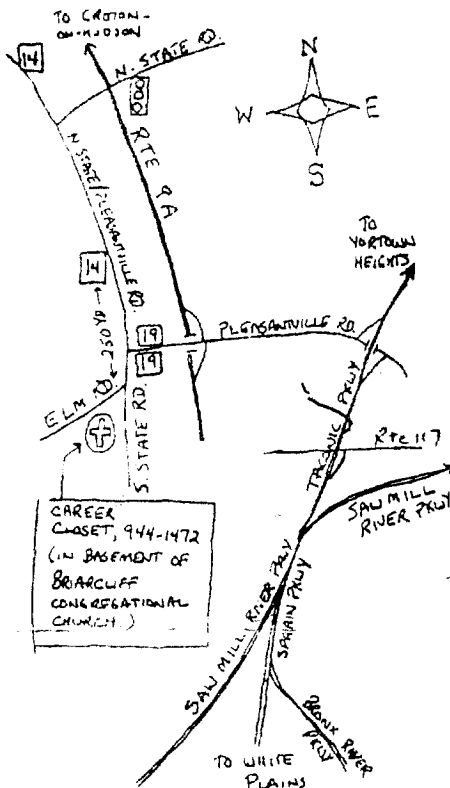 TO CROTON-
ON-HUDSON
14
N. STATE RD.
N
W E
S
RTE 9A
N STATE/PLEASANTVILLE RD.
TO
YORTOWN
HEIGHTS
14
250 YD
19
PLEASANTVILLE RD.
19
ELM RD
S. STATE RD.
TACONIC PKWY
Rte 117
SAW MILL
RIVER PKWY
CAREER
CLOSET, 944-1472
(IN BASEMENT OF
BRIARCLIFF
CONGREGATIONAL
CHURCH)
SAW MILL RIVER PKWY
SPRAIN PKWY
BRONX RIVER
PKWY
TO WHITE
PLAINS